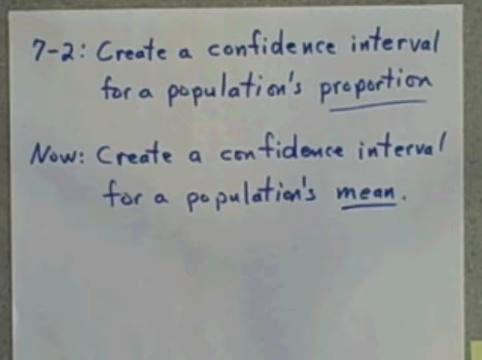 7-2: Create a confidence interval
for a population's proportion
Now: Create a confidence interval
for a population's mean.